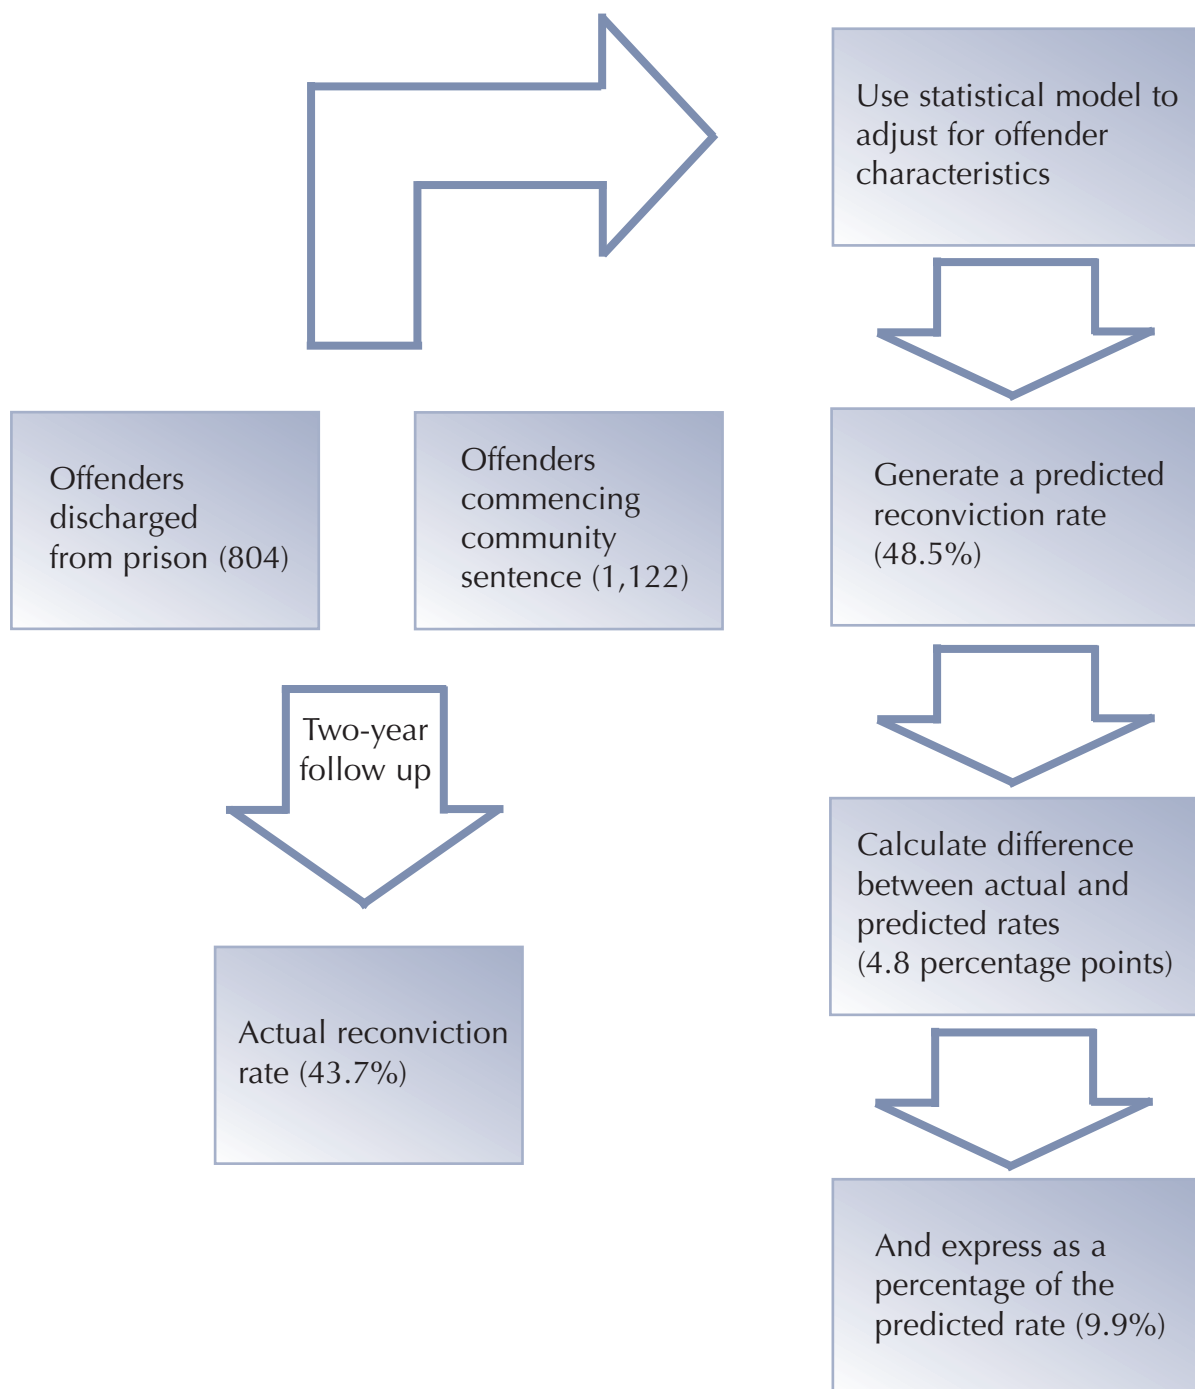 Offenders
discharged
from prison (804)
Offenders
commencing
community
sentence (1,122)
Two-year
follow up
Actual reconviction
rate (43.7%)
Use statistical model to
adjust for offender
characteristics
Generate a predicted
reconviction rate
(48.5%)
Calculate difference
between actual and
predicted rates
(4.8 percentage points)
And express as a
percentage of the
predicted rate (9.9%)